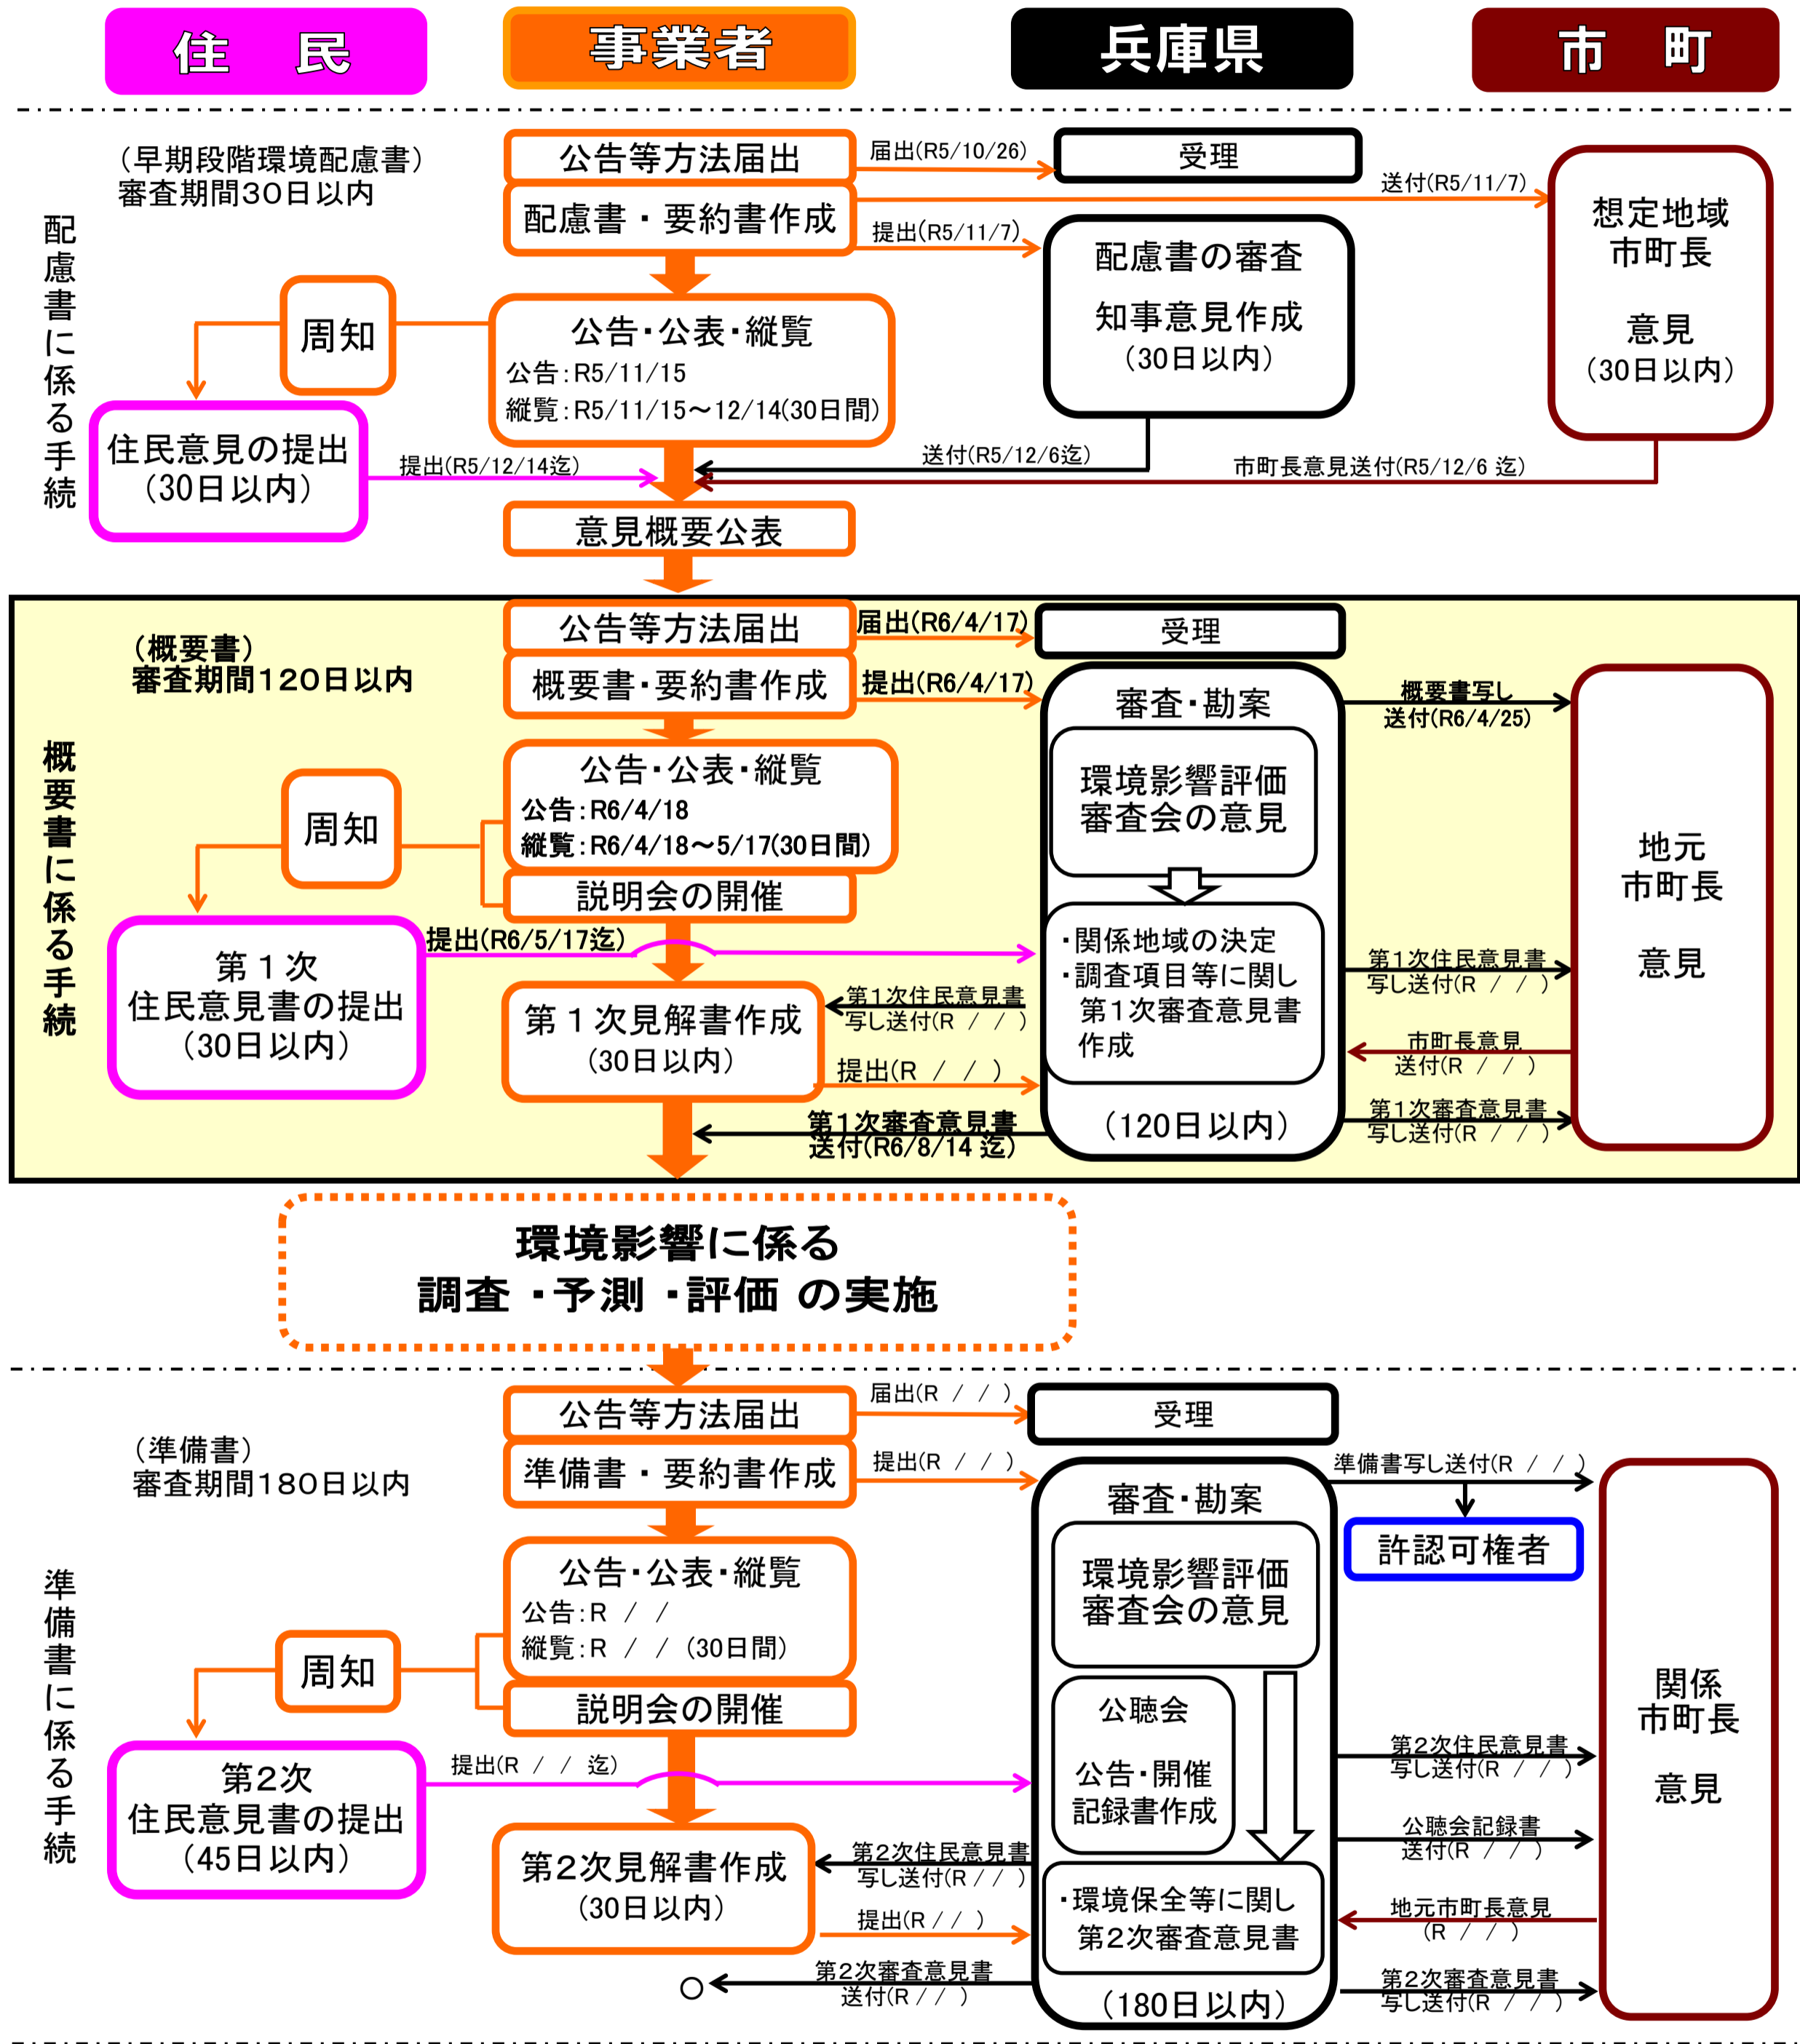 住　民
事業者
兵庫県
市　町
（早期段階環境配慮書）
審査期間30日以内
配慮書に係る手続
公告等方法届出
届出(R5/10/26)
受理
配慮書・要約書作成
送付(R5/11/7)
提出(R5/11/7)
配慮書の審査
知事意見作成
（30日以内）
想定地域
市町長
意見
（30日以内）
周知
公告・公表・縦覧
公告：R5/11/15
縦覧：R5/11/15～12/14(30日間)
住民意見の提出
（30日以内）
提出(R5/12/14迄)
送付(R5/12/6迄)
市町長意見送付(R5/12/6 迄)
意見概要公表
（概要書）
審査期間120日以内
概要書に係る手続
公告等方法届出
届出(R6/4/17)
受理
概要書・要約書作成
提出(R6/4/17)
審査・勘案
概要書写し
送付(R6/4/25)
周知
公告・公表・縦覧
公告：R6/4/18
縦覧：R6/4/18～5/17(30日間)
説明会の開催
環境影響評価
審査会の意見
地元
市町長
意見
第１次
住民意見書の提出
（30日以内）
提出(R6/5/17迄)
・関係地域の決定
・調査項目等に関し
第１次審査意見書
作成
（120日以内）
第１次住民意見書
写し送付(R / / )
第１次見解書作成
（30日以内）
第１次住民意見書
写し送付(R / / )
市町長意見
送付(R / / )
提出(R / / )
第１次審査意見書
送付(R6/8/14 迄)
第１次審査意見書
写し送付(R / / )
環境影響に係る
調査 ・予測 ・評価 の実施
（準備書）
審査期間180日以内
準備書に係る手続
公告等方法届出
届出(R / / )
受理
準備書・要約書作成
提出(R / / )
審査・勘案
準備書写し送付(R / / )
許認可権者
周知
公告・公表・縦覧
公告：R / /
縦覧：R / / (30日間)
説明会の開催
環境影響評価
審査会の意見
公聴会
公告・開催
記録書作成
関係
市町長
意見
第２次
住民意見書の提出
（45日以内）
提出(R / / 迄)
第２次住民意見書
写し送付(R / / )
公聴会記録書
送付(R / / )
第２次見解書作成
（30日以内）
第２次住民意見書
写し送付(R / / )
提出(R / / )
・環境保全等に関し
第２次審査意見書
（180日以内）
地元市町長意見
(R / / )
第２次審査意見書
送付(R / / )
第２次審査意見書
写し送付(R / / )